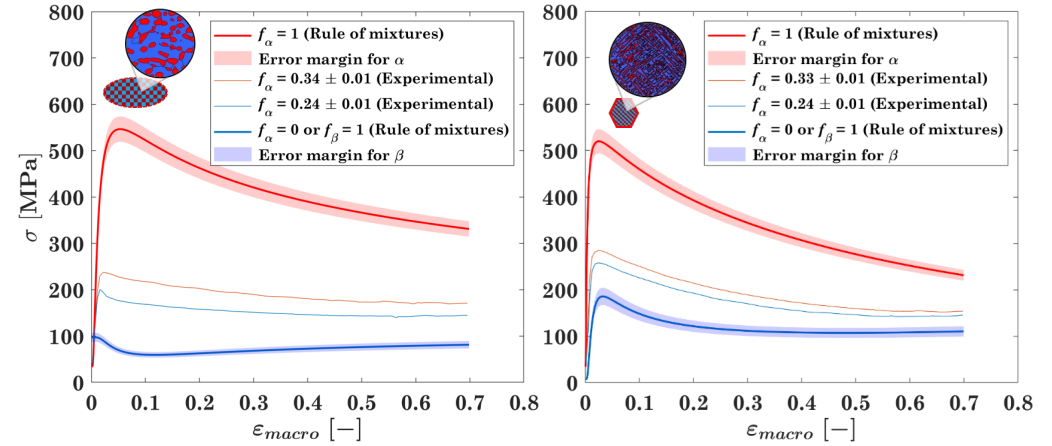 800
700
600
500
400
300
200
100
0
σ [MPa]
f_α = 1 (Rule of mixtures)
Error margin for α
f_α = 0.34 ± 0.01 (Experimental)
f_α = 0.24 ± 0.01 (Experimental)
f_α = 0 or f_β = 1 (Rule of mixtures)
Error margin for β
0 0.1 0.2 0.3 0.4 0.5 0.6 0.7 0.8
ε_macro [−]
800
700
600
500
400
300
200
100
0
f_α = 1 (Rule of mixtures)
Error margin for α
f_α = 0.33 ± 0.01 (Experimental)
f_α = 0.24 ± 0.01 (Experimental)
f_α = 0 or f_β = 1 (Rule of mixtures)
Error margin for β
0 0.1 0.2 0.3 0.4 0.5 0.6 0.7 0.8
ε_macro [−]